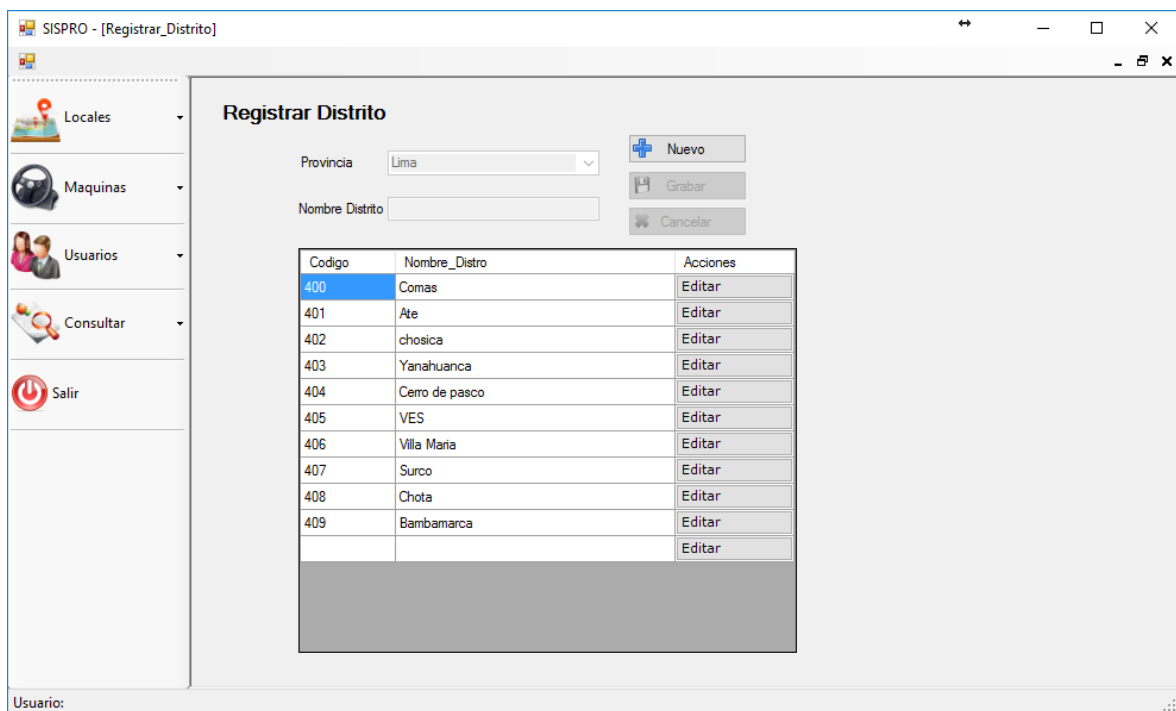 SISPRO - [Registrar_Distrito]
Locales
Maquinas
Usuarios
Consultar
Salir
Registrar Distrito
Provincia Lima
Nombre Distrito
Nuevo
Grabar
Cancelar
Codigo Nombre_Distro Acciones
400 Comas Editar
401 Ate Editar
402 chosica Editar
403 Yanahuanca Editar
404 Cerro de pasco Editar
405 VES Editar
406 Villa Maria Editar
407 Surco Editar
408 Chota Editar
409 Bambamarca Editar
Editar
Usuario: